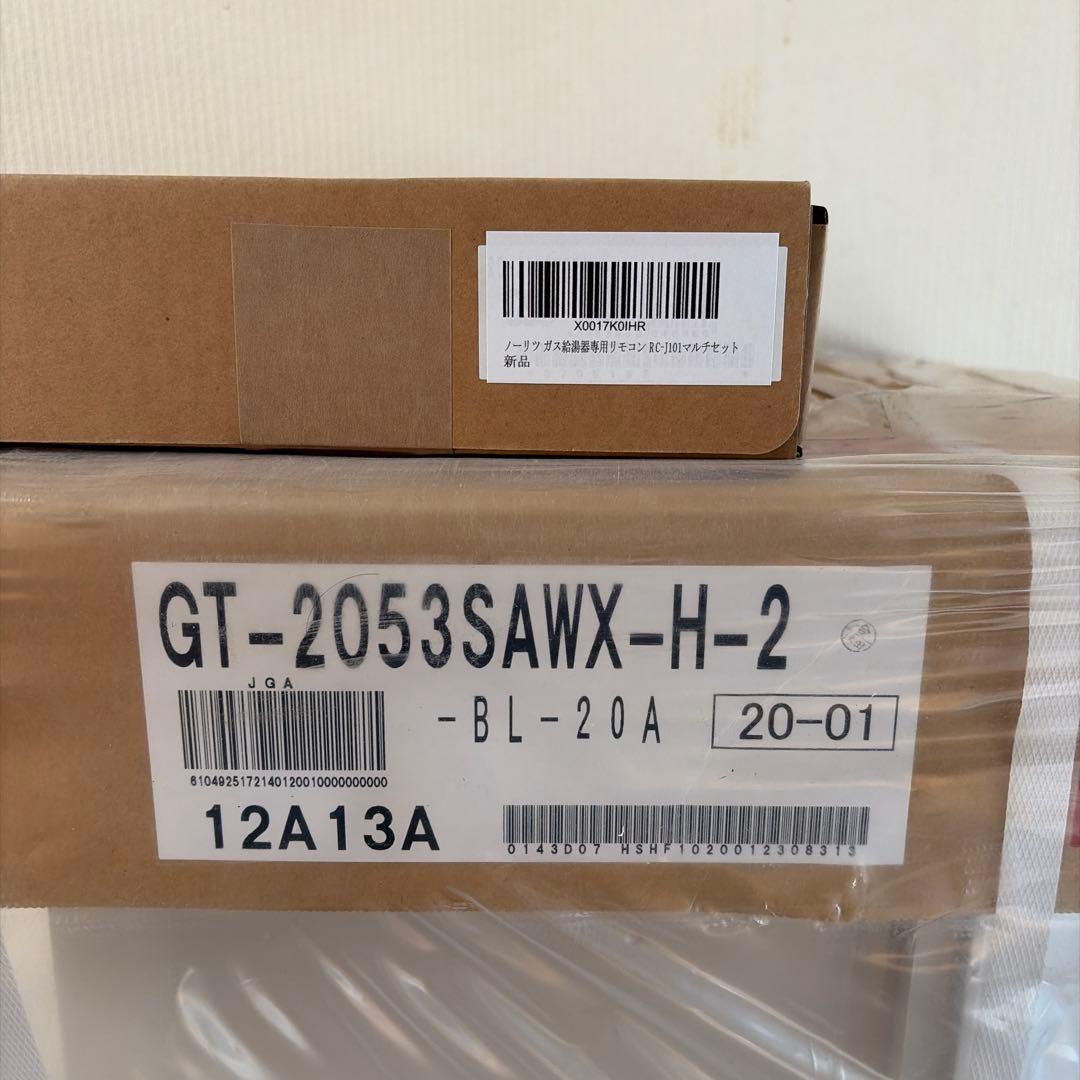 X0017K0IHR
ノーリツ ガス給湯器専用リモコン RC-J101マルチセット
新品
GT-2053SAWX-H-2
JGA
-BL-20A
20-01
6104925172140120010000000000
12A13A
0143D07 HSHF1020012308313